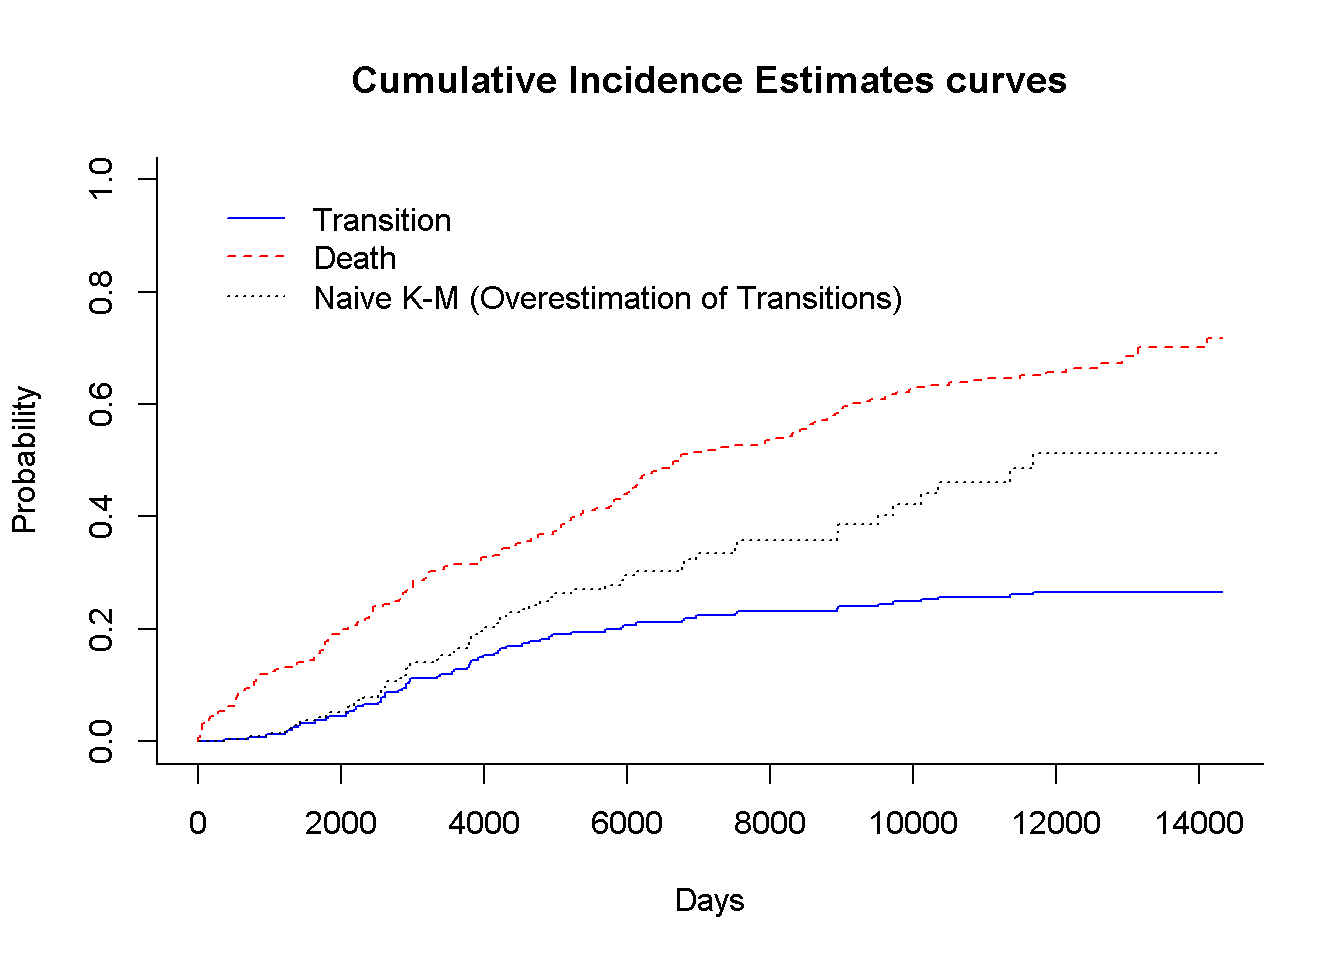 Cumulative Incidence Estimates curves
Transition
Death
Naive K-M (Overestimation of Transitions)
Probability
1.0
0.8
0.6
0.4
0.2
0.0
0 2000 4000 6000 8000 10000 12000 14000
Days